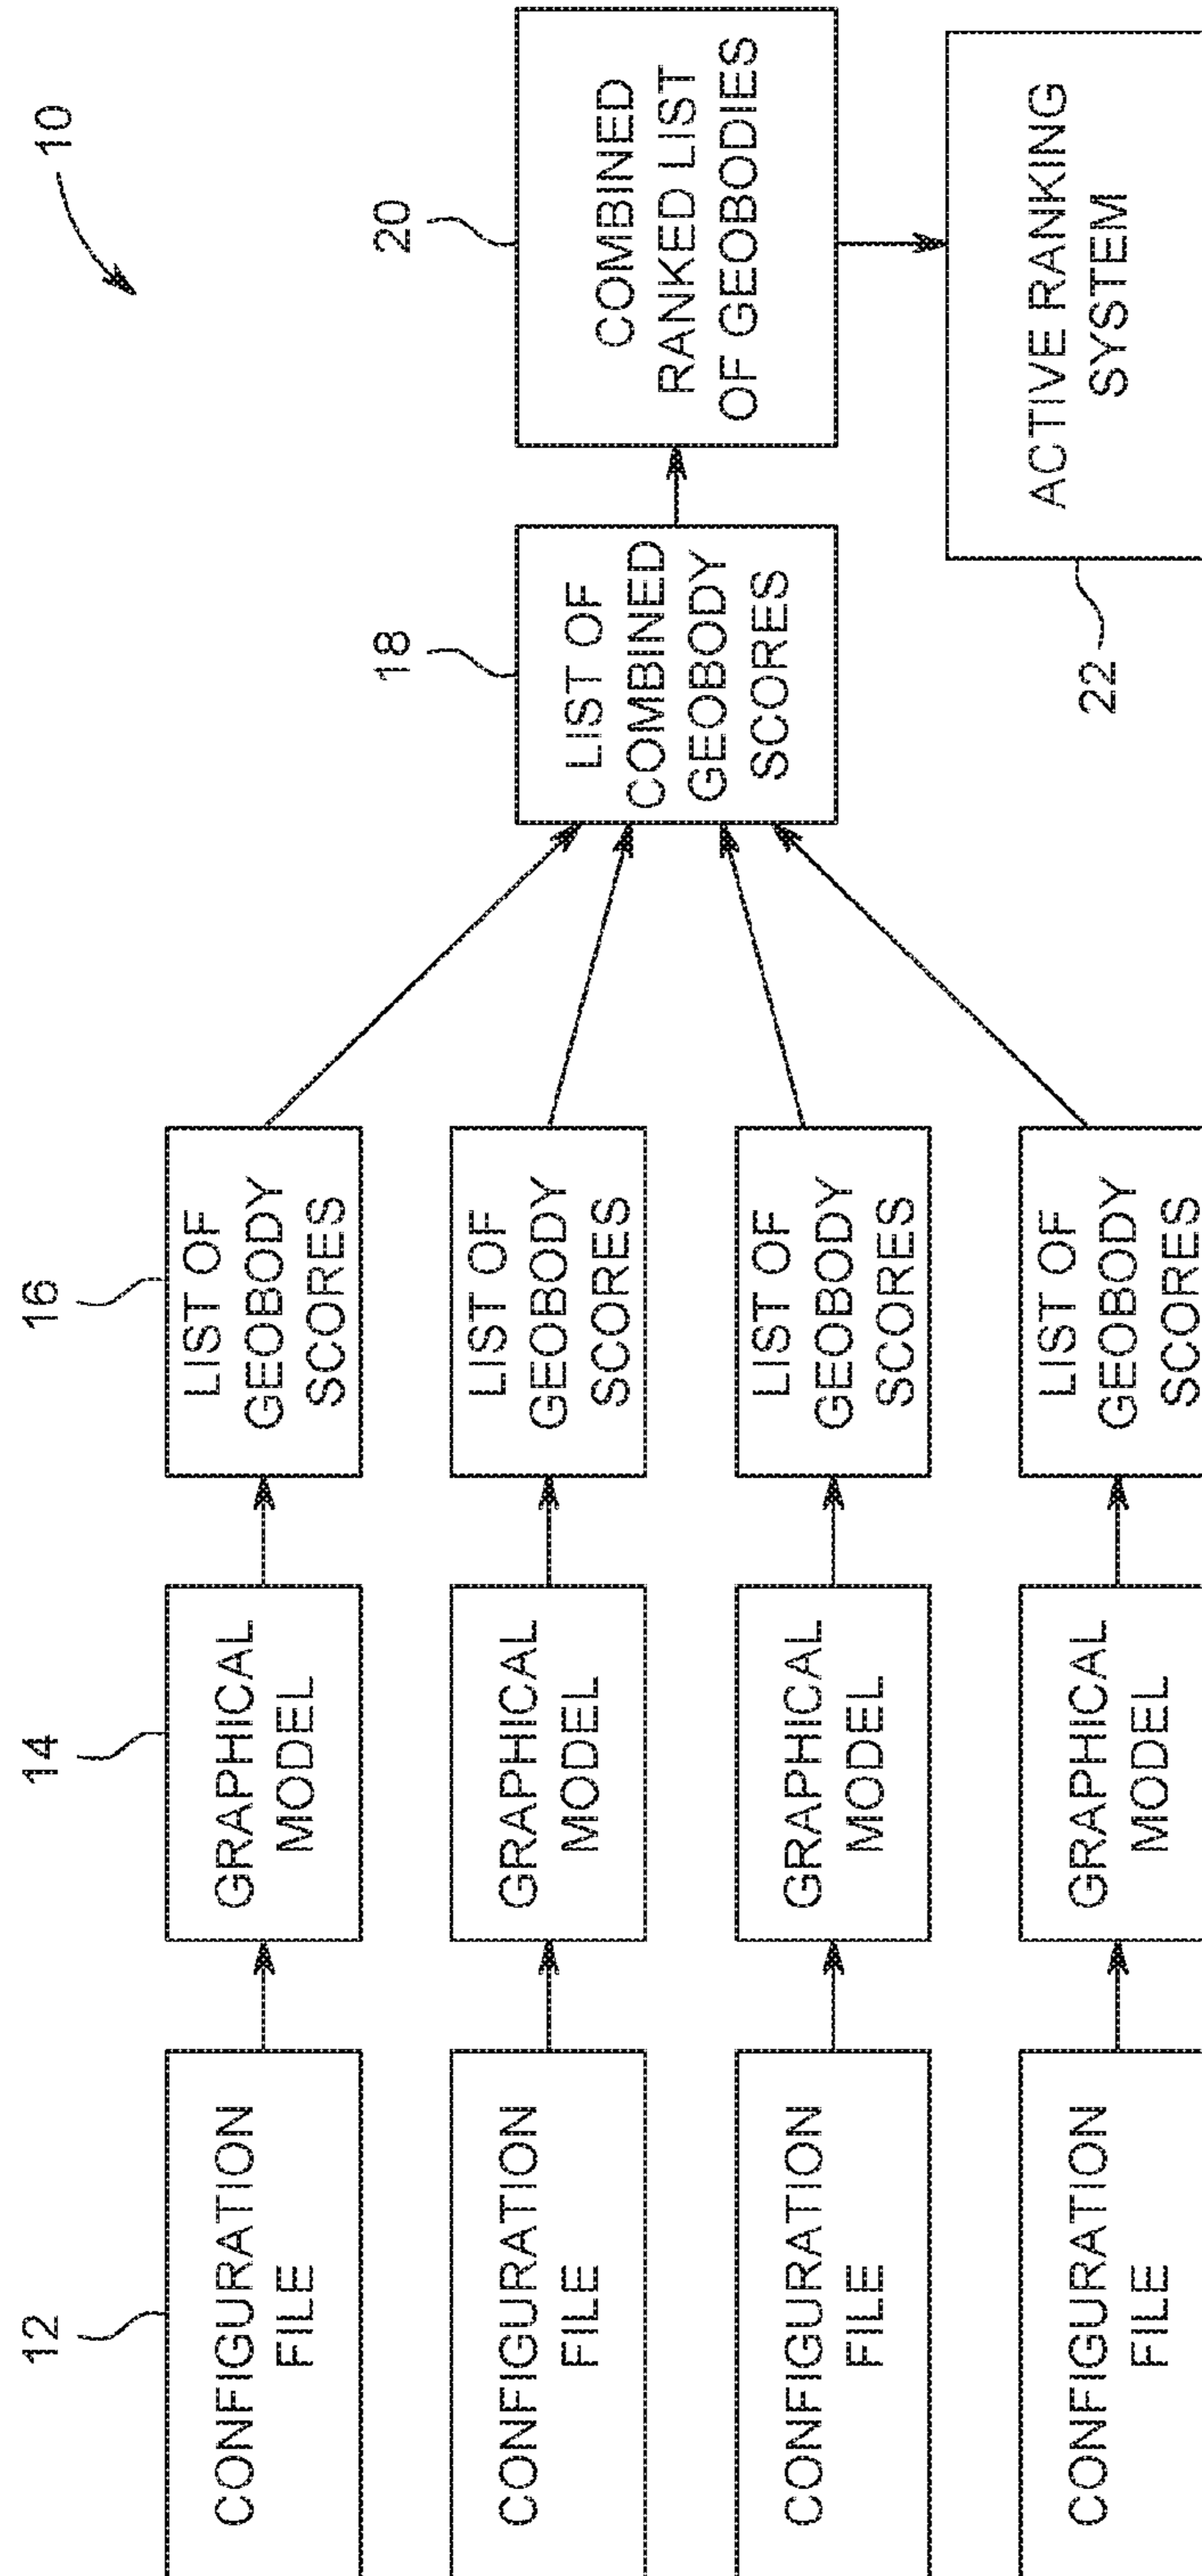 10
12
CONFIGURATION
FILE
14
GRAPHICAL
MODEL
16
LIST OF
GEOBODY
SCORES
CONFIGURATION
FILE
GRAPHICAL
MODEL
LIST OF
GEOBODY
SCORES
CONFIGURATION
FILE
GRAPHICAL
MODEL
LIST OF
GEOBODY
SCORES
CONFIGURATION
FILE
GRAPHICAL
MODEL
LIST OF
GEOBODY
SCORES
18
LIST OF
COMBINED
GEOBODY
SCORES
20
COMBINED
RANKED LIST
OF GEOBODIES
ACTIVE RANKING
SYSTEM
22